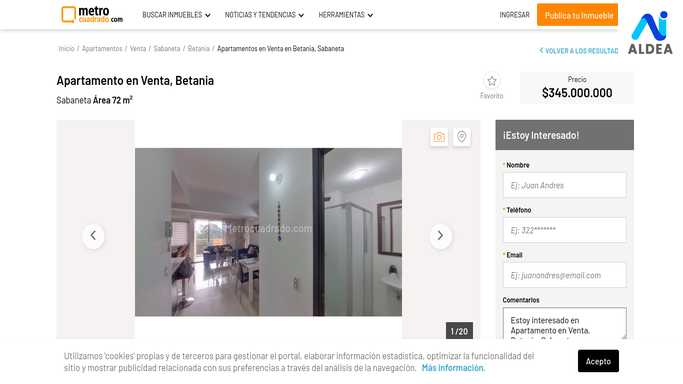 metro
cuadrado.com
BUSCAR INMUEBLES
NOTICIAS Y TENDENCIAS
HERRAMIENTAS
INGRESAR
Publica tu Inmueble
ALDEA
Inicio / Apartamentos / Venta / Sabaneta / Betania / Apartamentos en Venta en Betania, Sabaneta
VOLVER A LOS RESULTAD
Apartamento en Venta, Betania
Sabaneta Área 72 m²
Favorito
Precio
$345.000.000
¡Estoy Interesado!
* Nombre
Ej: Juan Andres
* Teléfono
Ej: 322*******
* Email
Ej: juanandres@email.com
Comentarios
Estoy interesado en
Apartamento en Venta,
Metrocuadrado.com
1 / 20
Utilizamos 'cookies' propias y de terceros para gestionar el portal, elaborar información estadística, optimizar la funcionalidad del
sitio y mostrar publicidad relacionada con sus preferencias a través del análisis de la navegación. Más Información.
Acepto